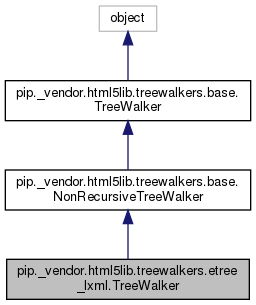 object
pip._vendor.html5lib.treewalkers.base.
TreeWalker
pip._vendor.html5lib.treewalkers.base.
NonRecursiveTreeWalker
pip._vendor.html5lib.treewalkers.etree
_lxml.TreeWalker